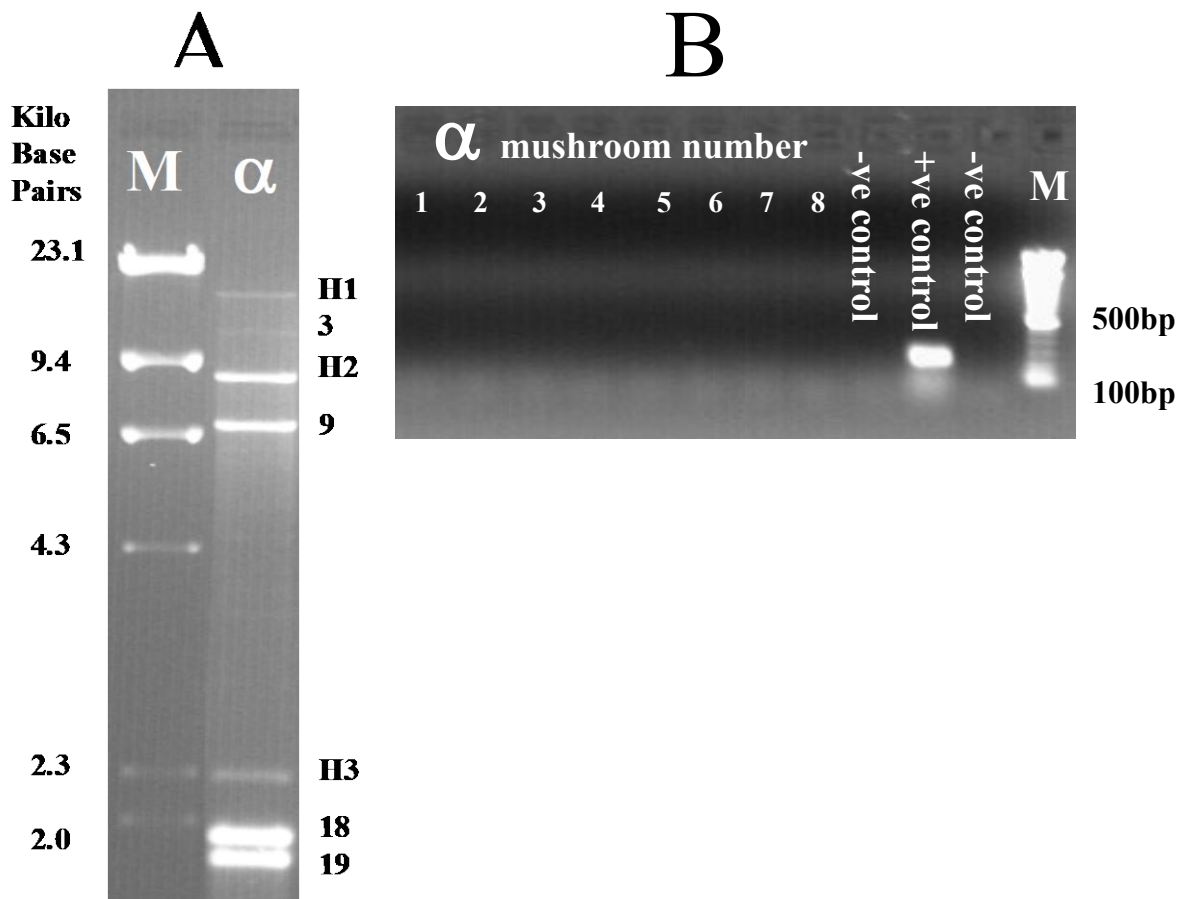 A
Kilo
Base
Pairs
M α
23.1
9.4
6.5
4.3
2.3
2.0
H1
3
H2
9
H3
18
19
B
α mushroom number
1 2 3 4 5 6 7 8
-ve control
+ve control
-ve control
M
500bp
100bp